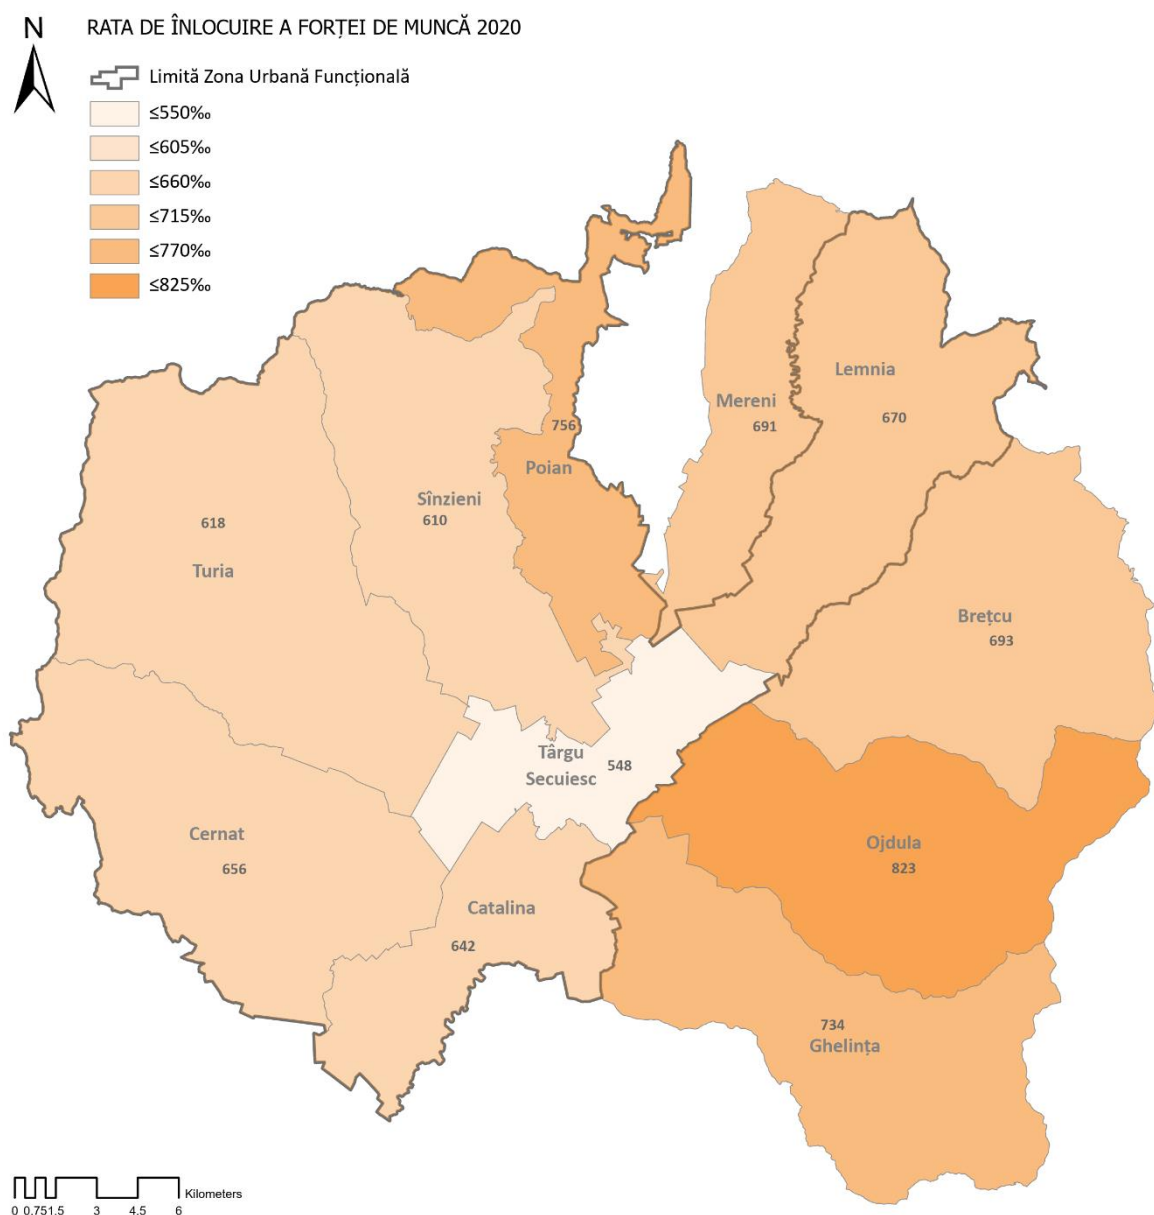 N
RATA DE ÎNLOCUIRE A FORȚEI DE MUNCĂ 2020
Limită Zona Urbană Funcțională
≤550‰
≤605‰
≤660‰
≤715‰
≤770‰
≤825‰
Lemnia
670
Mereni
691
756
Poian
Sînzieni
610
618
Turia
Brețcu
693
Târgu
Secuiesc
548
Cernat
656
Ojdula
823
Catalina
642
734
Ghelința
Kilometers
0 0.751.5 3 4.5 6